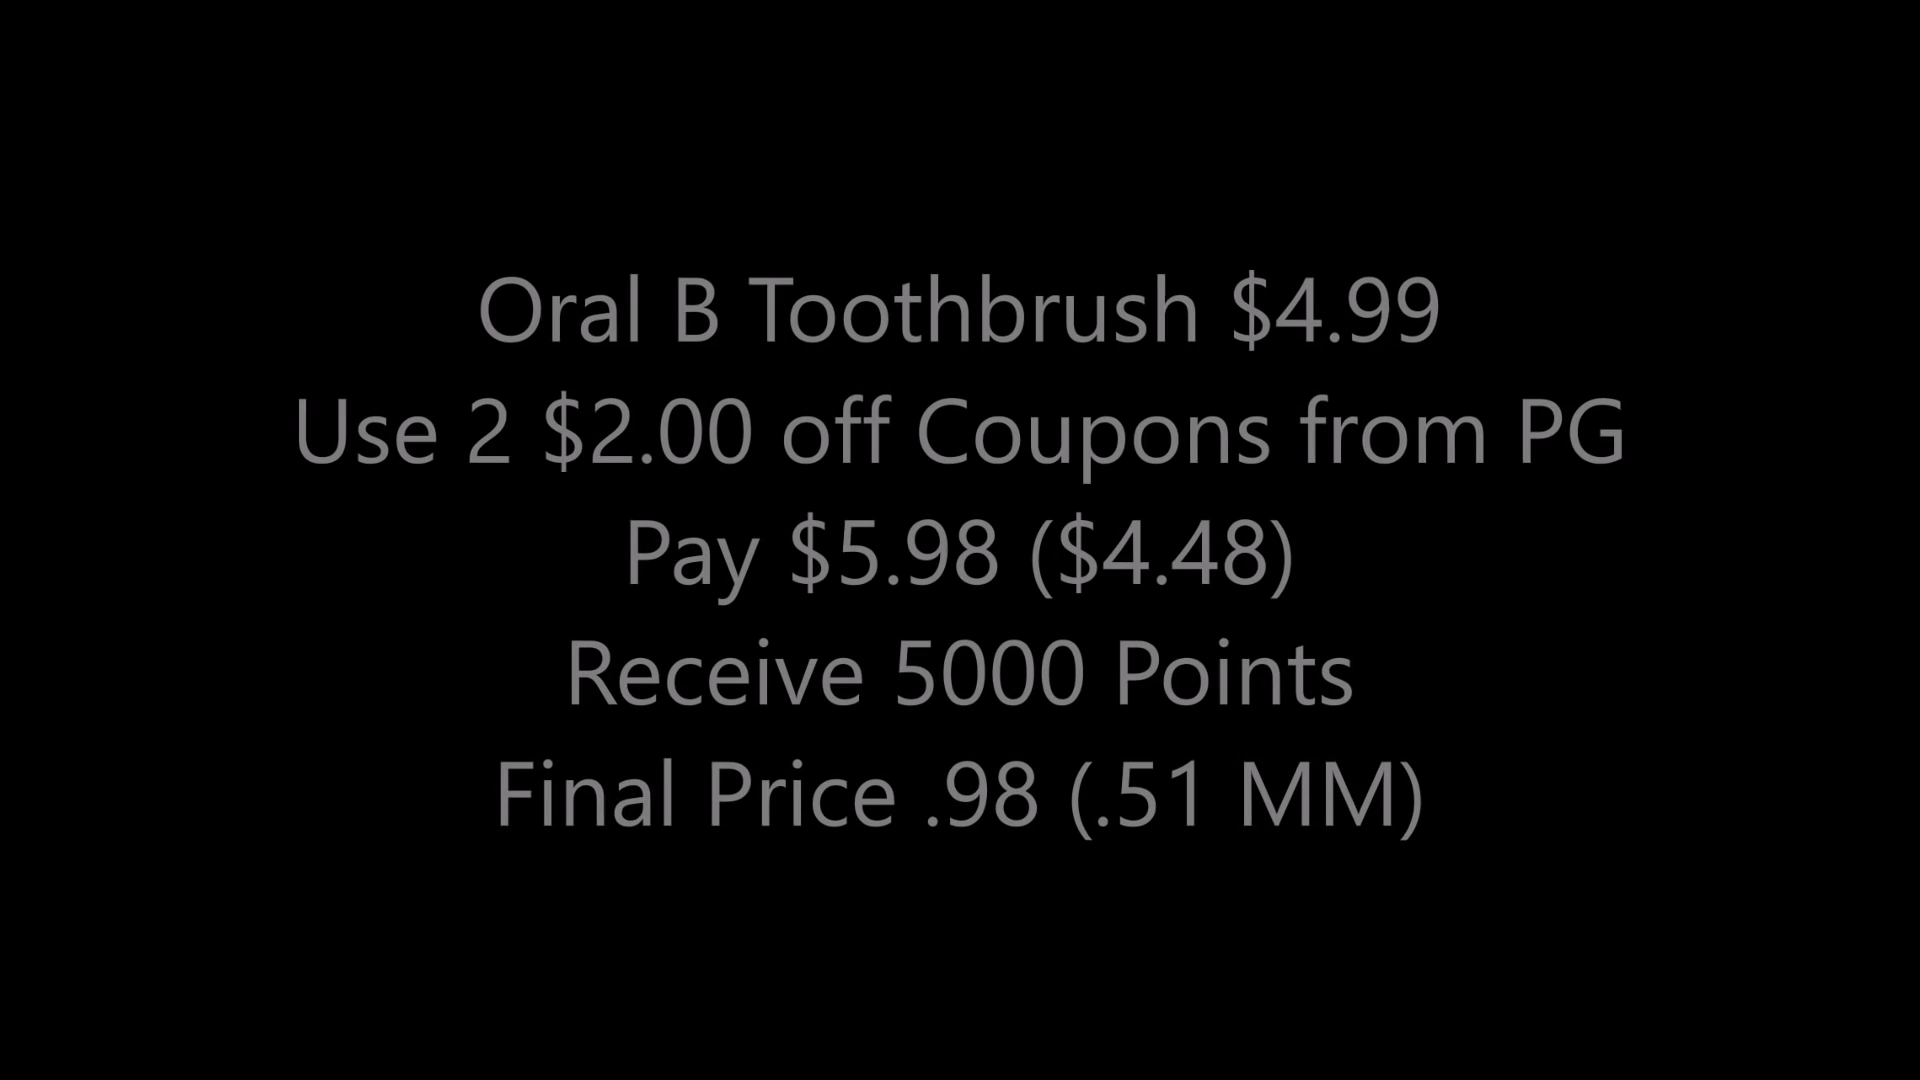 Oral B Toothbrush $4.99
Use 2 $2.00 off Coupons from PG
Pay $5.98 ($4.48)
Receive 5000 Points
Final Price .98 (.51 MM)